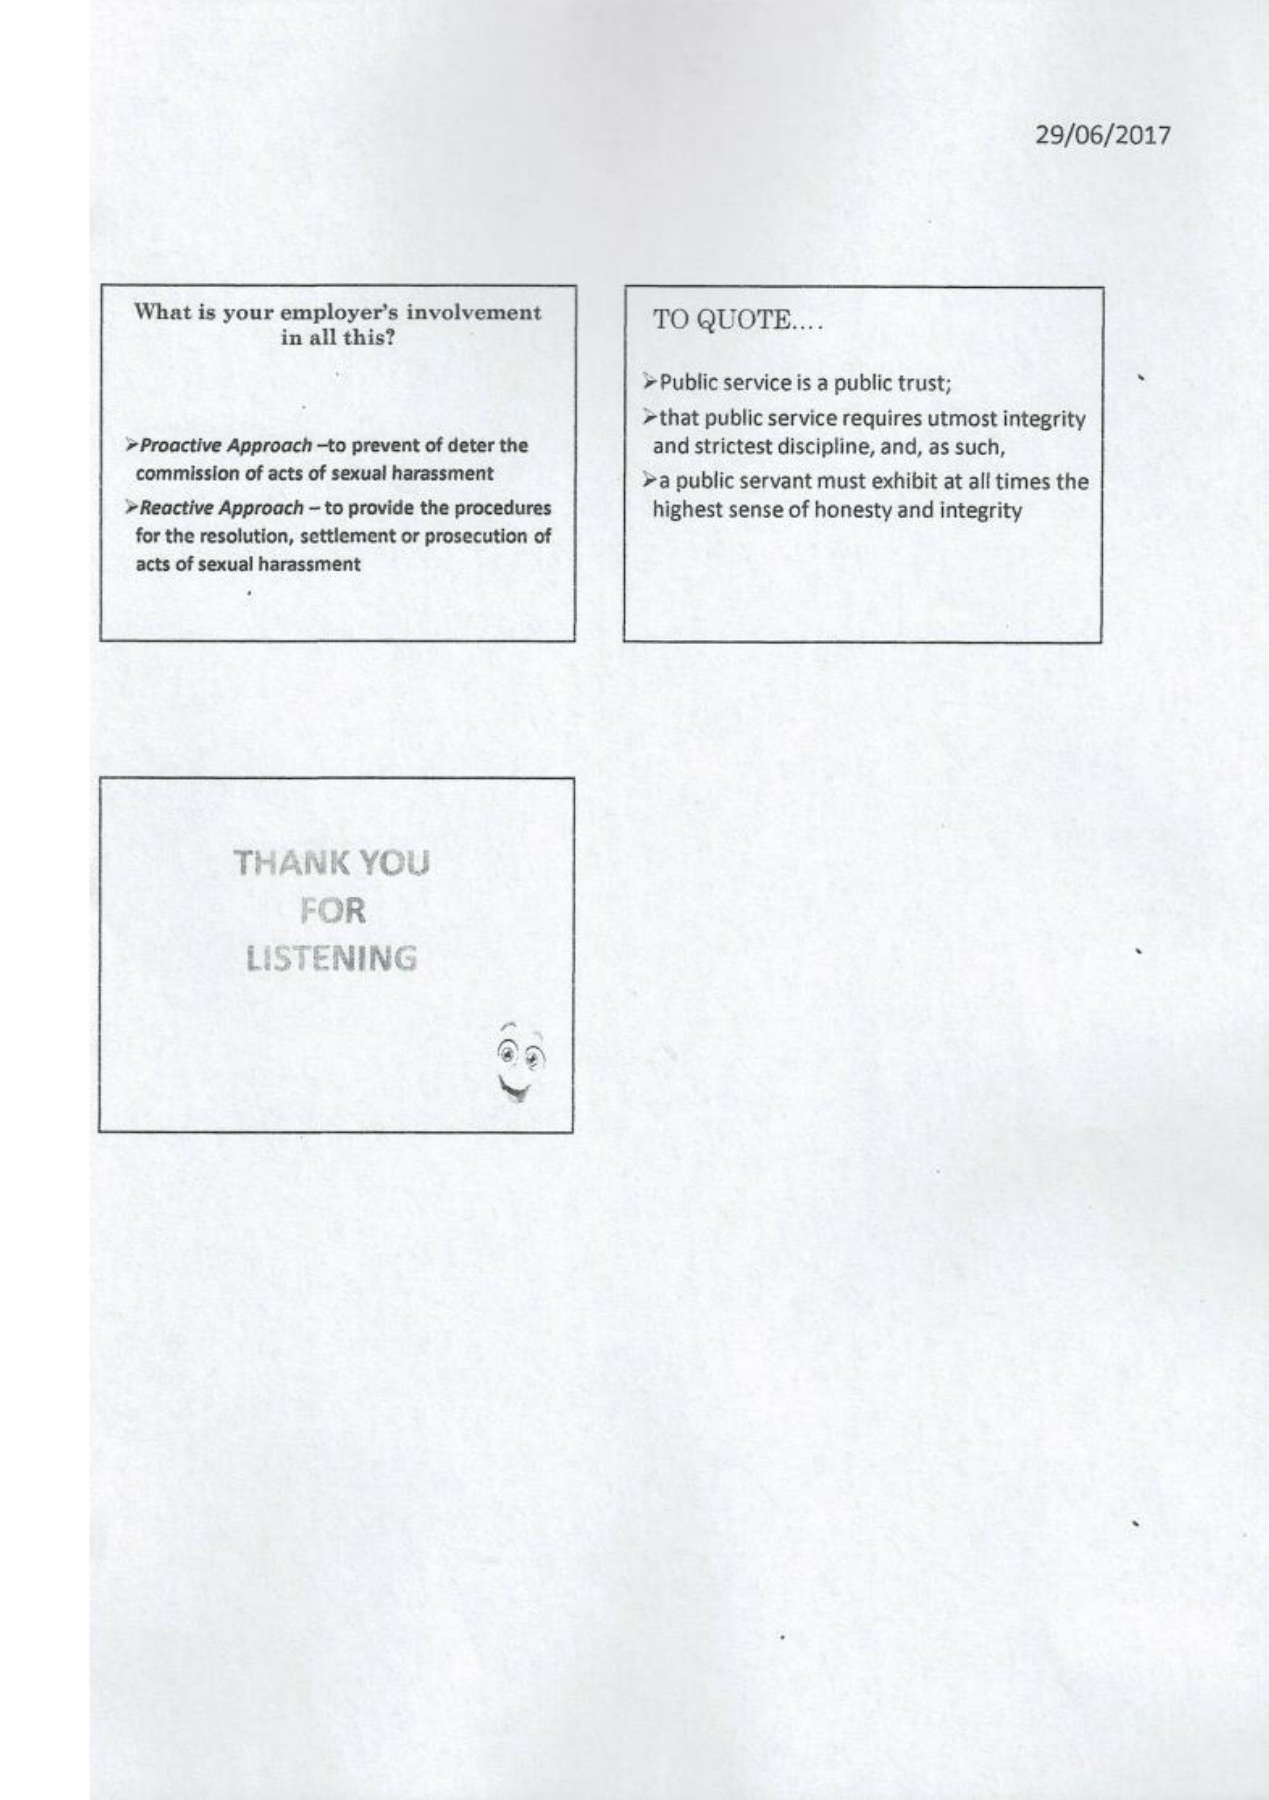 29/06/2017
What is your employer's involvement
in all this?
➢Proactive Approach –to prevent of deter the
commission of acts of sexual harassment
➢Reactive Approach – to provide the procedures
for the resolution, settlement or prosecution of
acts of sexual harassment
TO QUOTE....
➢Public service is a public trust;
➢that public service requires utmost integrity
and strictest discipline, and, as such,
➢a public servant must exhibit at all times the
highest sense of honesty and integrity
THANK YOU
FOR
LISTENING